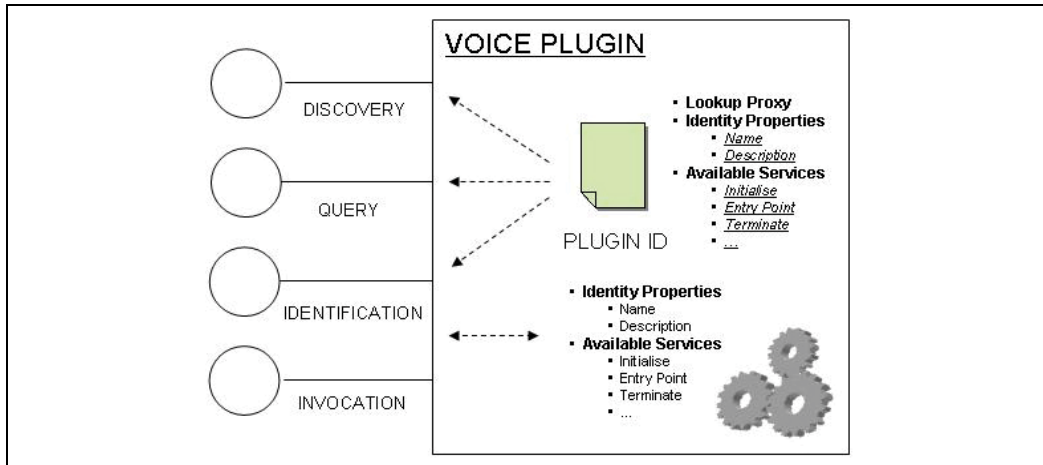 VOICE PLUGIN
DISCOVERY
QUERY
IDENTIFICATION
INVOCATION
PLUGIN ID
▪ Lookup Proxy
▪ Identity Properties
▪ Name
▪ Description
▪ Available Services
▪ Initialise
▪ Entry Point
▪ Terminate
▪ ...
▪ Identity Properties
▪ Name
▪ Description
▪ Available Services
▪ Initialise
▪ Entry Point
▪ Terminate
▪ ...